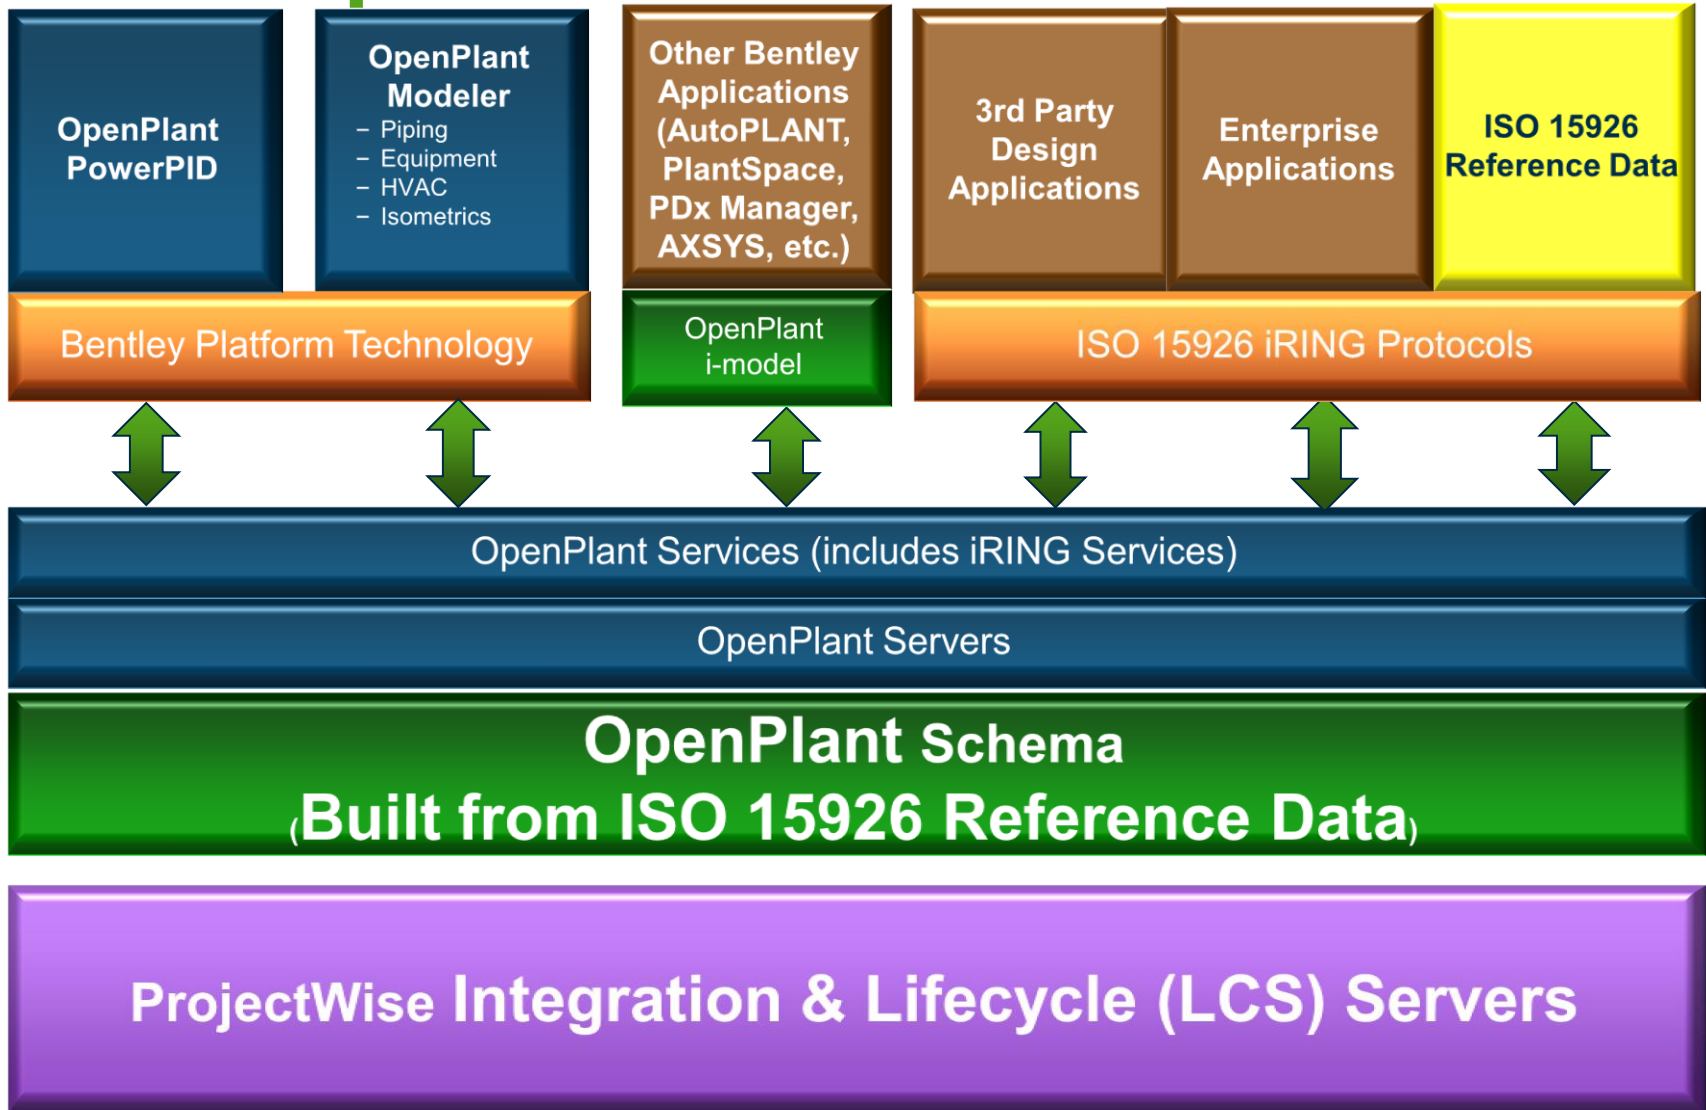 OpenPlant
PowerPID
OpenPlant
Modeler
– Piping
– Equipment
– HVAC
– Isometrics
Other Bentley
Applications
(AutoPLANT,
PlantSpace,
PDx Manager,
AXSYS, etc.)
3rd Party
Design
Applications
Enterprise
Applications
ISO 15926
Reference Data
Bentley Platform Technology
OpenPlant
i-model
ISO 15926 iRING Protocols
OpenPlant Services (includes iRING Services)
OpenPlant Servers
OpenPlant Schema
(Built from ISO 15926 Reference Data)
ProjectWise Integration & Lifecycle (LCS) Servers